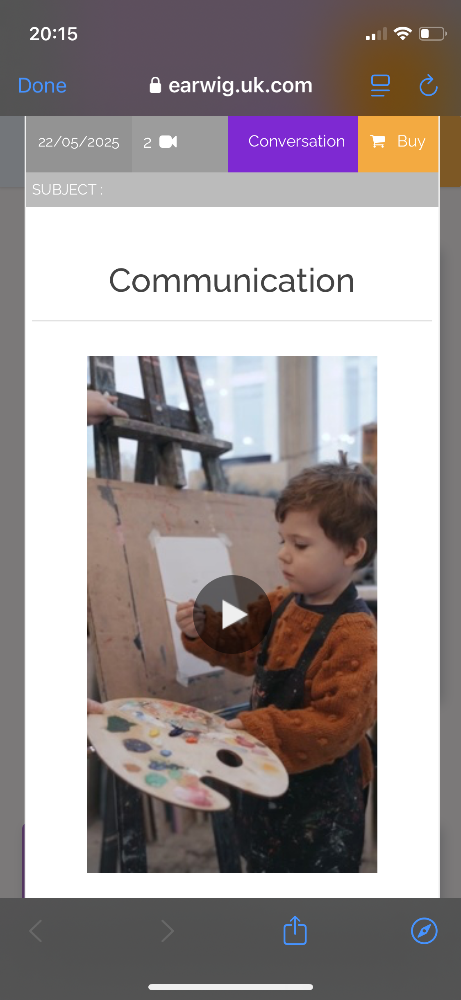 20:15
Done earwig.uk.com
22/05/2025 2 Conversation Buy
SUBJECT :
Communication